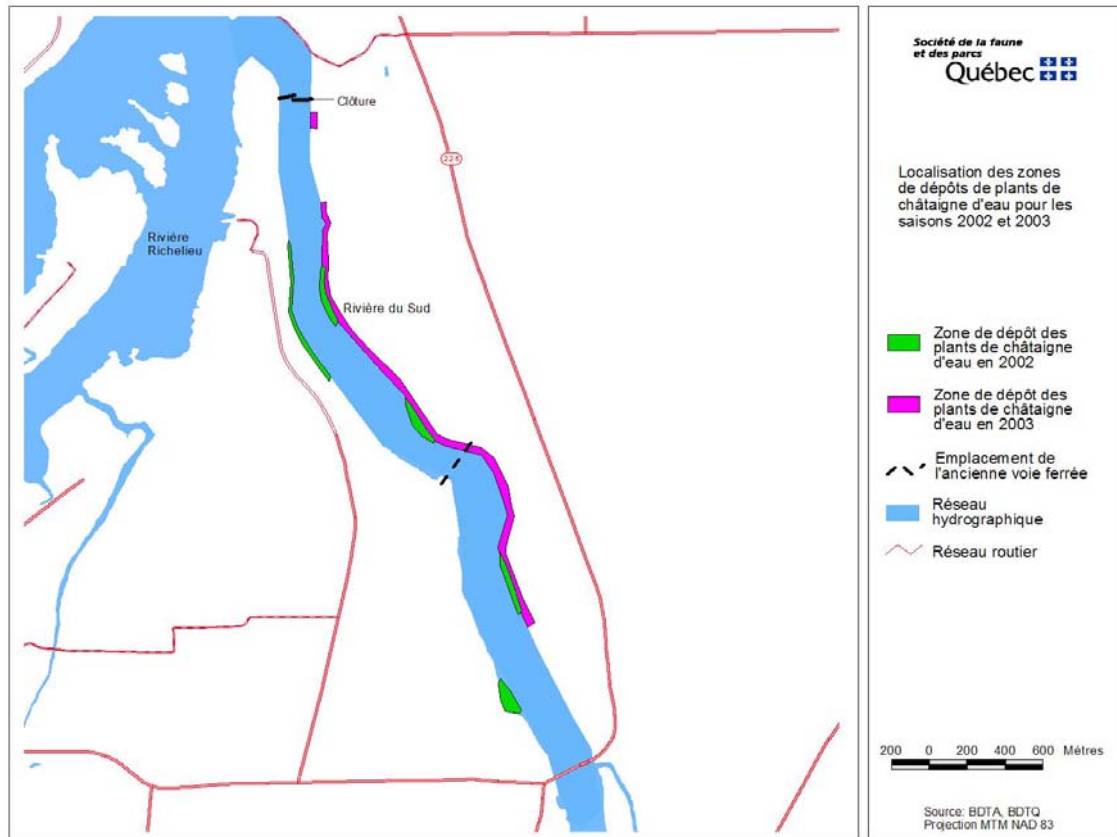 Clôture
225
Rivière
Richelieu
Rivière du Sud
Société de la faune
et des parcs
Québec
Localisation des zones
de dépôts de plants de
châtaigne d'eau pour les
saisons 2002 et 2003
Zone de dépôt des
plants de châtaigne
d'eau en 2002
Zone de dépôt des
plants de châtaigne
d'eau en 2003
Emplacement de
l'ancienne voie ferrée
Réseau
hydrographique
Réseau routier
200 0 200 400 600 Mètres
Source: BDTA, BDTQ
Projection MTM NAD 83